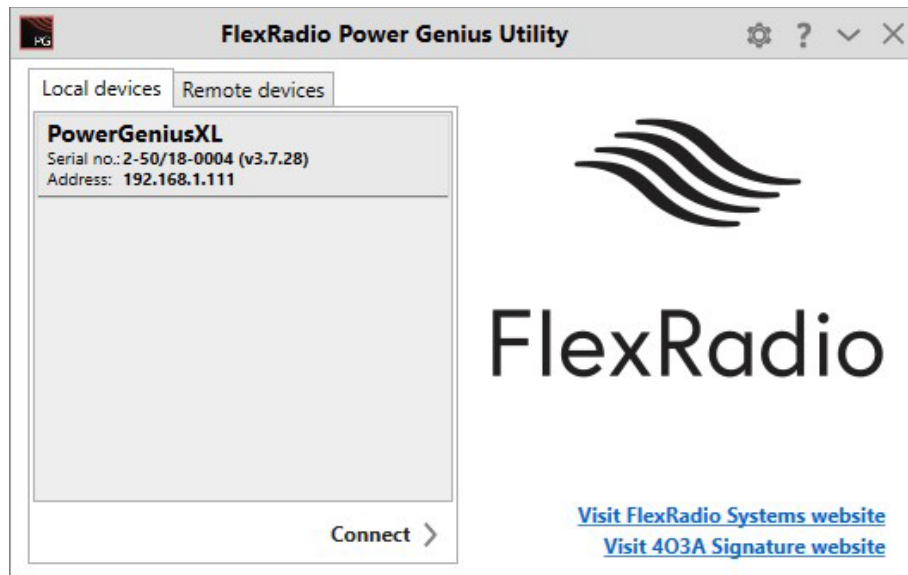 PG
FlexRadio Power Genius Utility
?
Local devices
Remote devices
PowerGeniusXL
Serial no.: 2-50/18-0004 (v3.7.28)
Address: 192.168.1.111
Connect
FlexRadio
Visit FlexRadio Systems website
Visit 4O3A Signature website